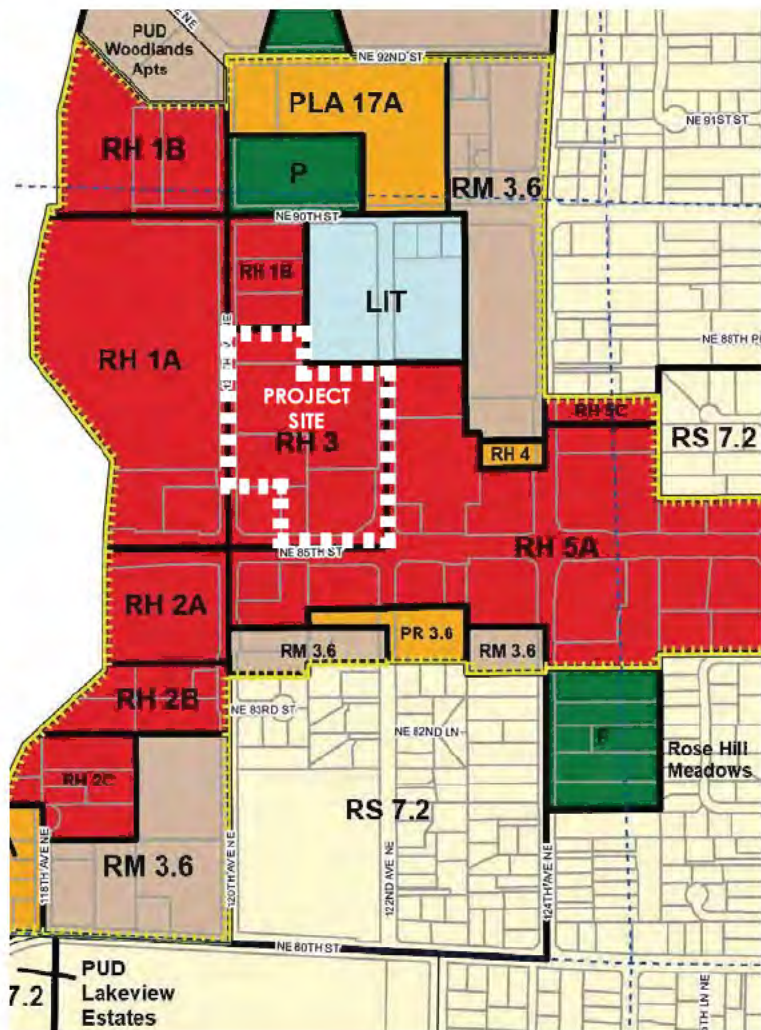 NE
PUD
Woodlands
Apts
NE 92ND ST
PLA 17A
NE 91ST ST
RH 1B
P
RM 3.6
NE 90TH ST
RH 1B
LIT
NE 88TH PL
RH 1A
PROJECT
SITE
RH 3
RH 5C
RS 7.2
RH 4
NE 85TH ST
RH 5A
RH 2A
RM 3.6
PR 3.6
RM 3.6
RH 2B
NE 83RD ST
NE 82ND LN
Rose Hill
Meadows
RH 2C
RS 7.2
RM 3.6
118TH AVE NE
120TH AVE NE
122ND AVE NE
124TH AVE NE
NE 80TH ST
7.2
PUD
Lakeview
Estates
TH LN NE